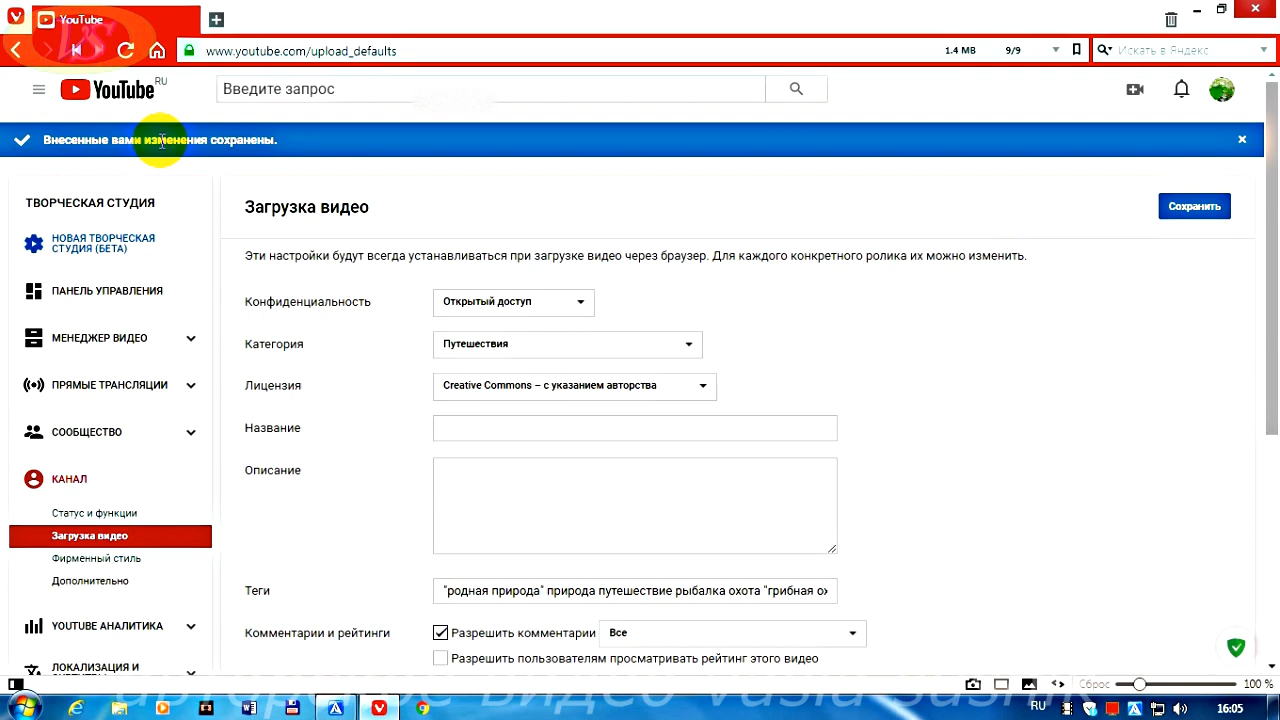 YouTube
www.youtube.com/upload_defaults
1.4 MB
9/9
Искать в Яндекс
YouTube RU
Введите запрос
Внесенные вами изменения сохранены.
ТВОРЧЕСКАЯ СТУДИЯ
НОВАЯ ТВОРЧЕСКАЯ
СТУДИЯ (БЕТА)
ПАНЕЛЬ УПРАВЛЕНИЯ
МЕНЕДЖЕР ВИДЕО
ПРЯМЫЕ ТРАНСЛЯЦИИ
СООБЩЕСТВО
КАНАЛ
Статус и функции
Загрузка видео
Фирменный стиль
Дополнительно
YOUTUBE АНАЛИТИКА
ЛОКАЛИЗАЦИЯ И
Загрузка видео
Сохранить
Эти настройки будут всегда устанавливаться при загрузке видео через браузер. Для каждого конкретного ролика их можно изменить.
Конфиденциальность
Открытый доступ
Категория
Путешествия
Лицензия
Creative Commons – с указанием авторства
Название
Описание
Теги
"родная природа" природа путешествие рыбалка охота "грибная ох
Комментарии и рейтинги
Разрешить комментарии
Все
Разрешить пользователям просматривать рейтинг этого видео
Сброс
100 %
RU
16:05